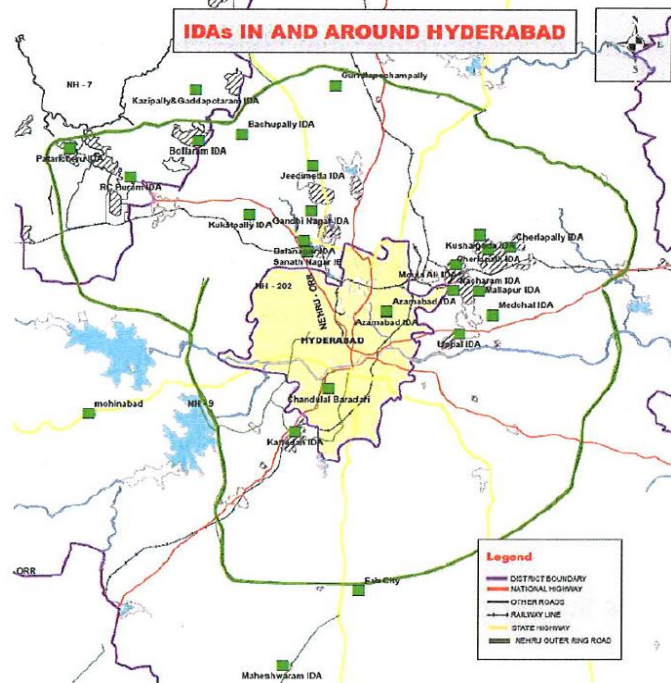 IDAs IN AND AROUND HYDERABAD
N
E
S
NH - 7
Kazipally&Gaddapotaram IDA
Gundlapochampally
Bachupally IDA
Bollaram IDA
Patancheru IDA
RC Puram IDA
Jeedimetla IDA
Kukatpally IDA
Gandhi Nagar IDA
Balanagar IDA
Sanath Nagar IE
Kushaiguda IDA
Cherlapally IDA
Moula Ali IDA
Nacharam IDA
Mallapur IDA
Medchal IDA
Uppal IDA
NH - 202
NEHRU - ORR
Azamabad IDA
Azamabad IDA
HYDERABAD
Chandulal Baradari
mohinabad
NH - 9
Kattedan IDA
ORR
Fab City
Maheshwaram IDA
Legend
DISTRICT BOUNDARY
NATIONAL HIGHWAY
OTHER ROADS
RAILWAY LINE
STATE HIGHWAY
NEHRU OUTER RING ROAD